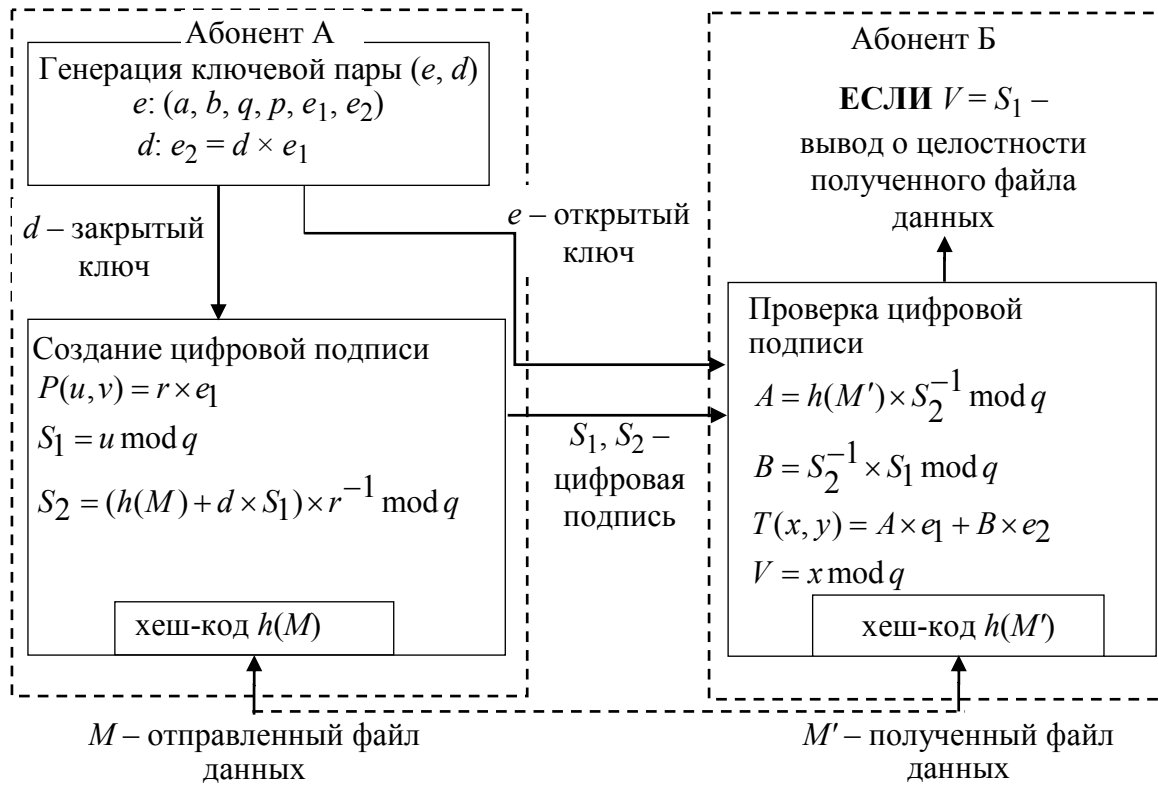 Абонент А
Генерация ключевой пары (e, d)
e: (a, b, q, p, e₁, e₂)
d: e₂ = d × e₁
d – закрытый
ключ
e – открытый
ключ
Создание цифровой подписи
P(u, v) = r × e₁
S₁ = u mod q
S₂ = (h(M) + d × S₁) × r⁻¹ mod q
хеш-код h(M)
S₁, S₂ –
цифровая
подпись
Абонент Б
ЕСЛИ V = S₁ –
вывод о целостности
полученного файла
данных
Проверка цифровой
подписи
A = h(M′) × S₂⁻¹ mod q
B = S₂⁻¹ × S₁ mod q
T(x, y) = A × e₁ + B × e₂
V = x mod q
хеш-код h(M′)
M – отправленный файл
данных
M′ – полученный файл
данных